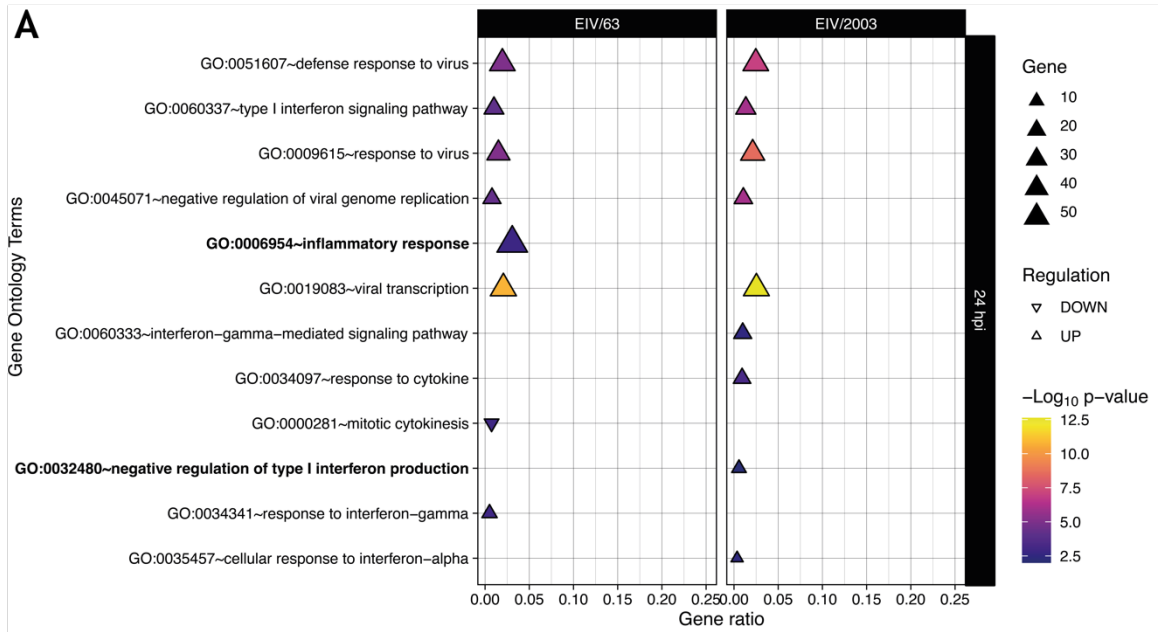 A
EIV/63
EIV/2003
Gene Ontology Terms
GO:0051607~defense response to virus
GO:0060337~type I interferon signaling pathway
GO:0009615~response to virus
GO:0045071~negative regulation of viral genome replication
GO:0006954~inflammatory response
GO:0019083~viral transcription
GO:0060333~interferon−gamma−mediated signaling pathway
GO:0034097~response to cytokine
GO:0000281~mitotic cytokinesis
GO:0032480~negative regulation of type I interferon production
GO:0034341~response to interferon−gamma
GO:0035457~cellular response to interferon−alpha
0.00 0.05 0.10 0.15 0.20 0.25
0.00 0.05 0.10 0.15 0.20 0.25
Gene ratio
24 hpi
Gene
10
20
30
40
50
Regulation
DOWN
UP
−Log₁₀ p−value
12.5
10.0
7.5
5.0
2.5